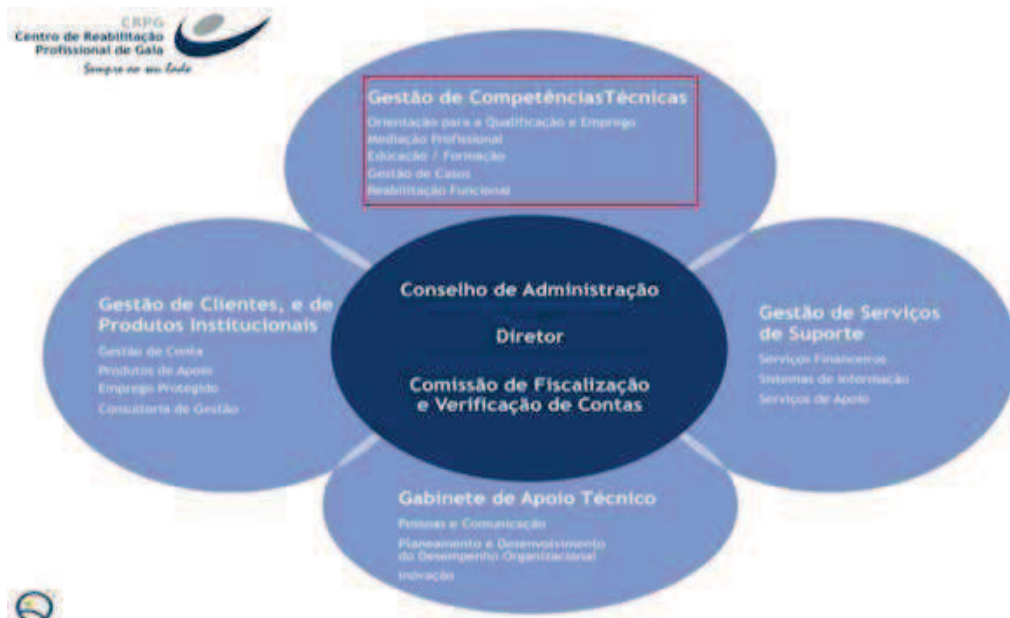 CRPG
Centro de Reabilitação
Profissional de Gaia
Sempre ao seu lado
Gestão de CompetênciasTécnicas
Orientação para a Qualificação e Emprego
Mediação Profissional
Educação / Formação
Gestão de Casos
Reabilitação Funcional
Gestão de Clientes, e de
Produtos Institucionais
Gestão de Conta
Produtos de Apoio
Emprego Protegido
Consultoria de Gestão
Conselho de Administração
Diretor
Comissão de Fiscalização
e Verificação de Contas
Gestão de Serviços
de Suporte
Serviços Financeiros
Sistemas de Informação
Serviços de Apoio
Gabinete de Apoio Técnico
Pessoas e Comunicação
Planeamento e Desenvolvimento
do Desempenho Organizacional
Inovação